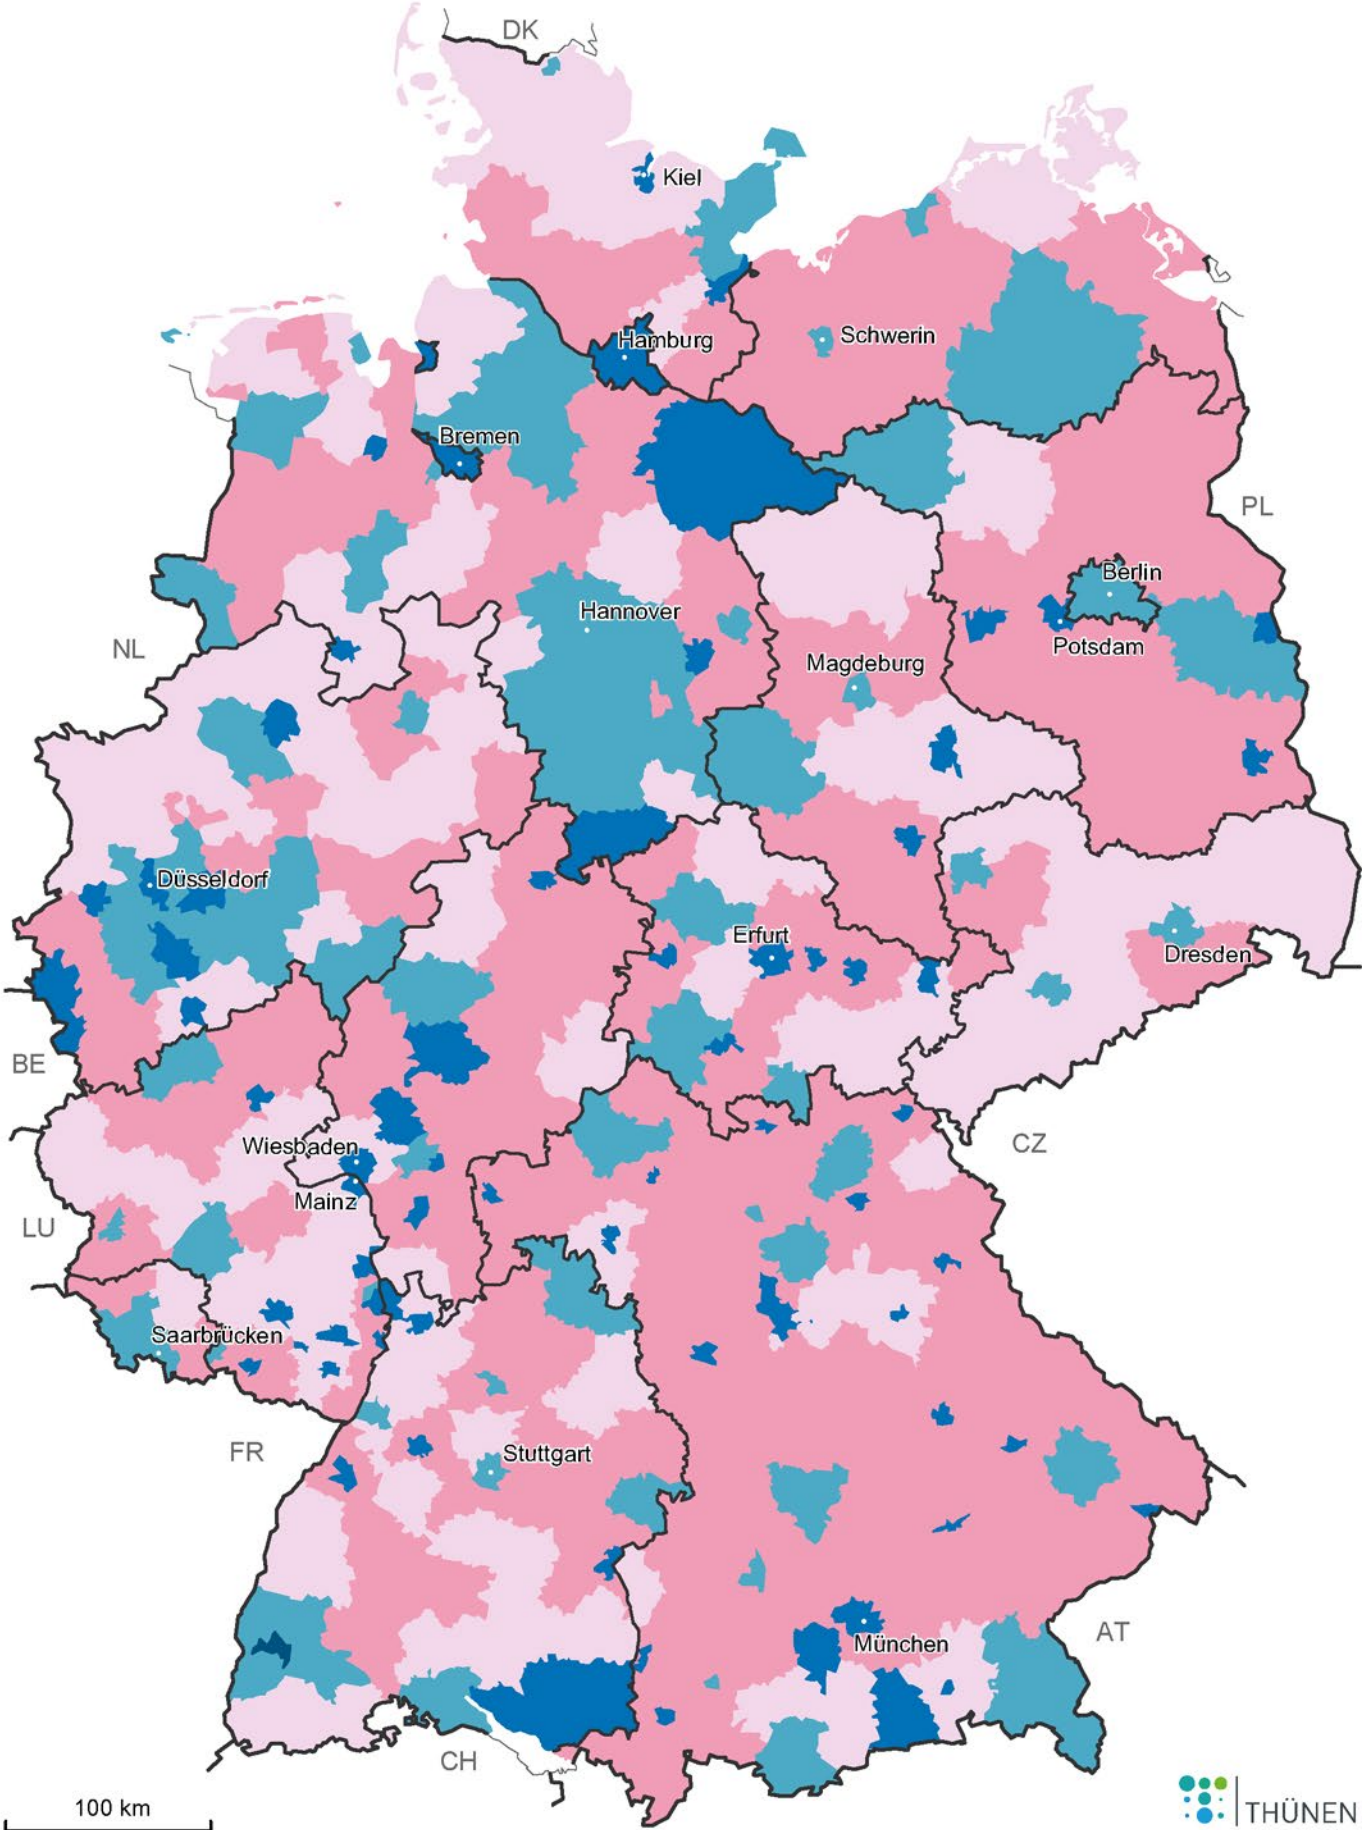 DK
Kiel
Hamburg
Schwerin
Bremen
PL
Berlin
Hannover
NL
Potsdam
Magdeburg
Düsseldorf
Erfurt
Dresden
BE
CZ
Wiesbaden
Mainz
LU
Saarbrücken
FR
Stuttgart
AT
München
CH
100 km
THÜNEN